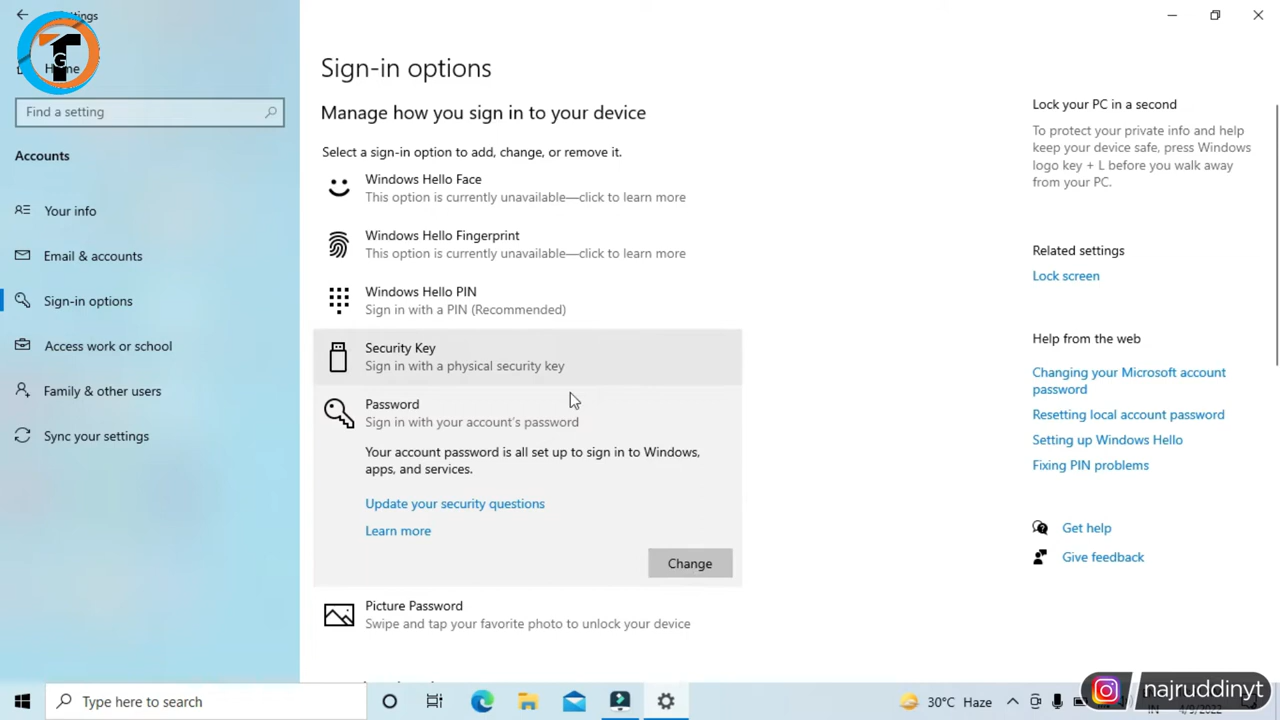 Home
Find a setting
Accounts
Your info
Email & accounts
Sign-in options
Access work or school
Family & other users
Sync your settings
Sign-in options
Manage how you sign in to your device
Select a sign-in option to add, change, or remove it.
Windows Hello Face
This option is currently unavailable—click to learn more
Windows Hello Fingerprint
This option is currently unavailable—click to learn more
Windows Hello PIN
Sign in with a PIN (Recommended)
Security Key
Sign in with a physical security key
Password
Sign in with your account's password
Your account password is all set up to sign in to Windows,
apps, and services.
Update your security questions
Learn more
Change
Picture Password
Swipe and tap your favorite photo to unlock your device
Lock your PC in a second
To protect your private info and help
keep your device safe, press Windows
logo key + L before you walk away
from your PC.
Related settings
Lock screen
Help from the web
Changing your Microsoft account
password
Resetting local account password
Setting up Windows Hello
Fixing PIN problems
Get help
Give feedback
Type here to search
30°C Haze
najruddinyt